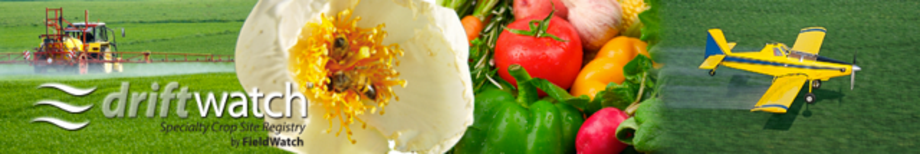 driftwatch
Specialty Crop Site Registry
by FieldWatch